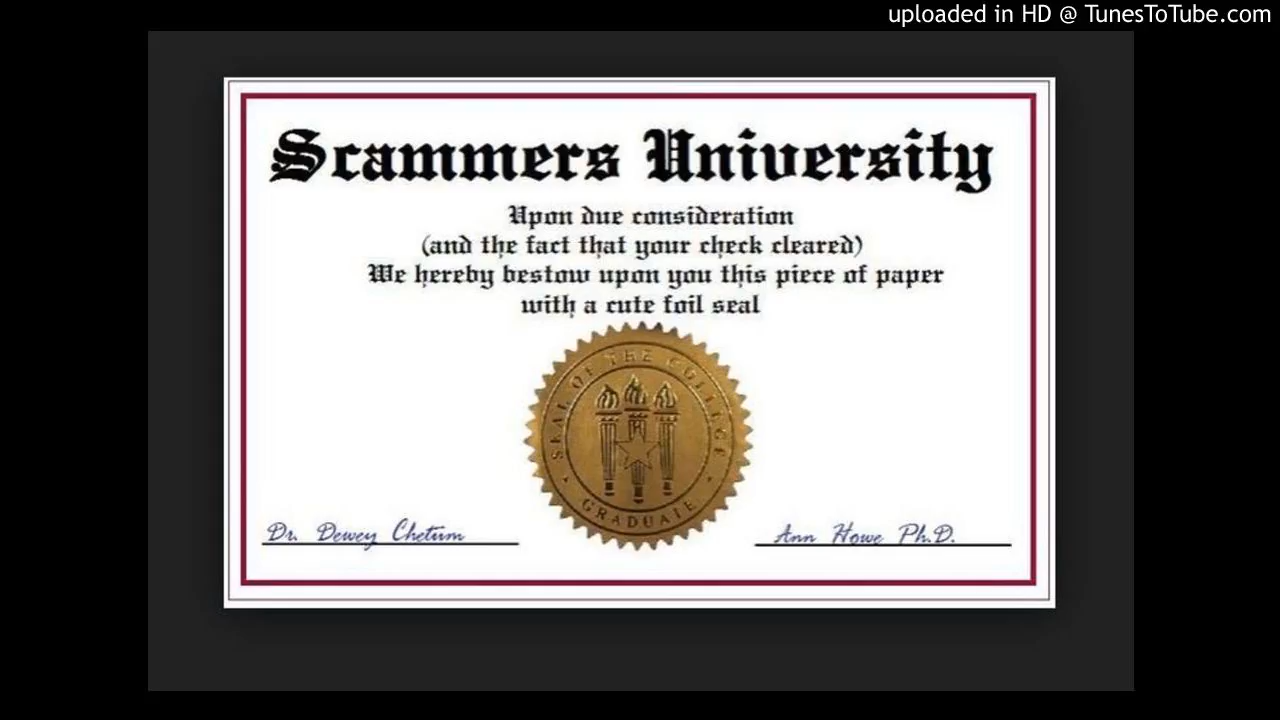 uploaded in HD @ TunesToTube.com
Scammers University
Upon due consideration
(and the fact that your check cleared)
We hereby bestow upon you this piece of paper
with a cute foil seal
SEAL OF THE COLLEGE
GRADUATE
Dr. Dewey Chetum
Ann Howe Ph.D.